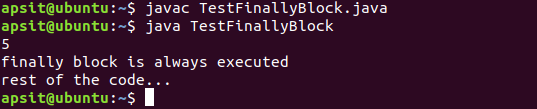 apsit@ubuntu:~$ javac TestFinallyBlock.java
apsit@ubuntu:~$ java TestFinallyBlock
5
finally block is always executed
rest of the code...
apsit@ubuntu:~$